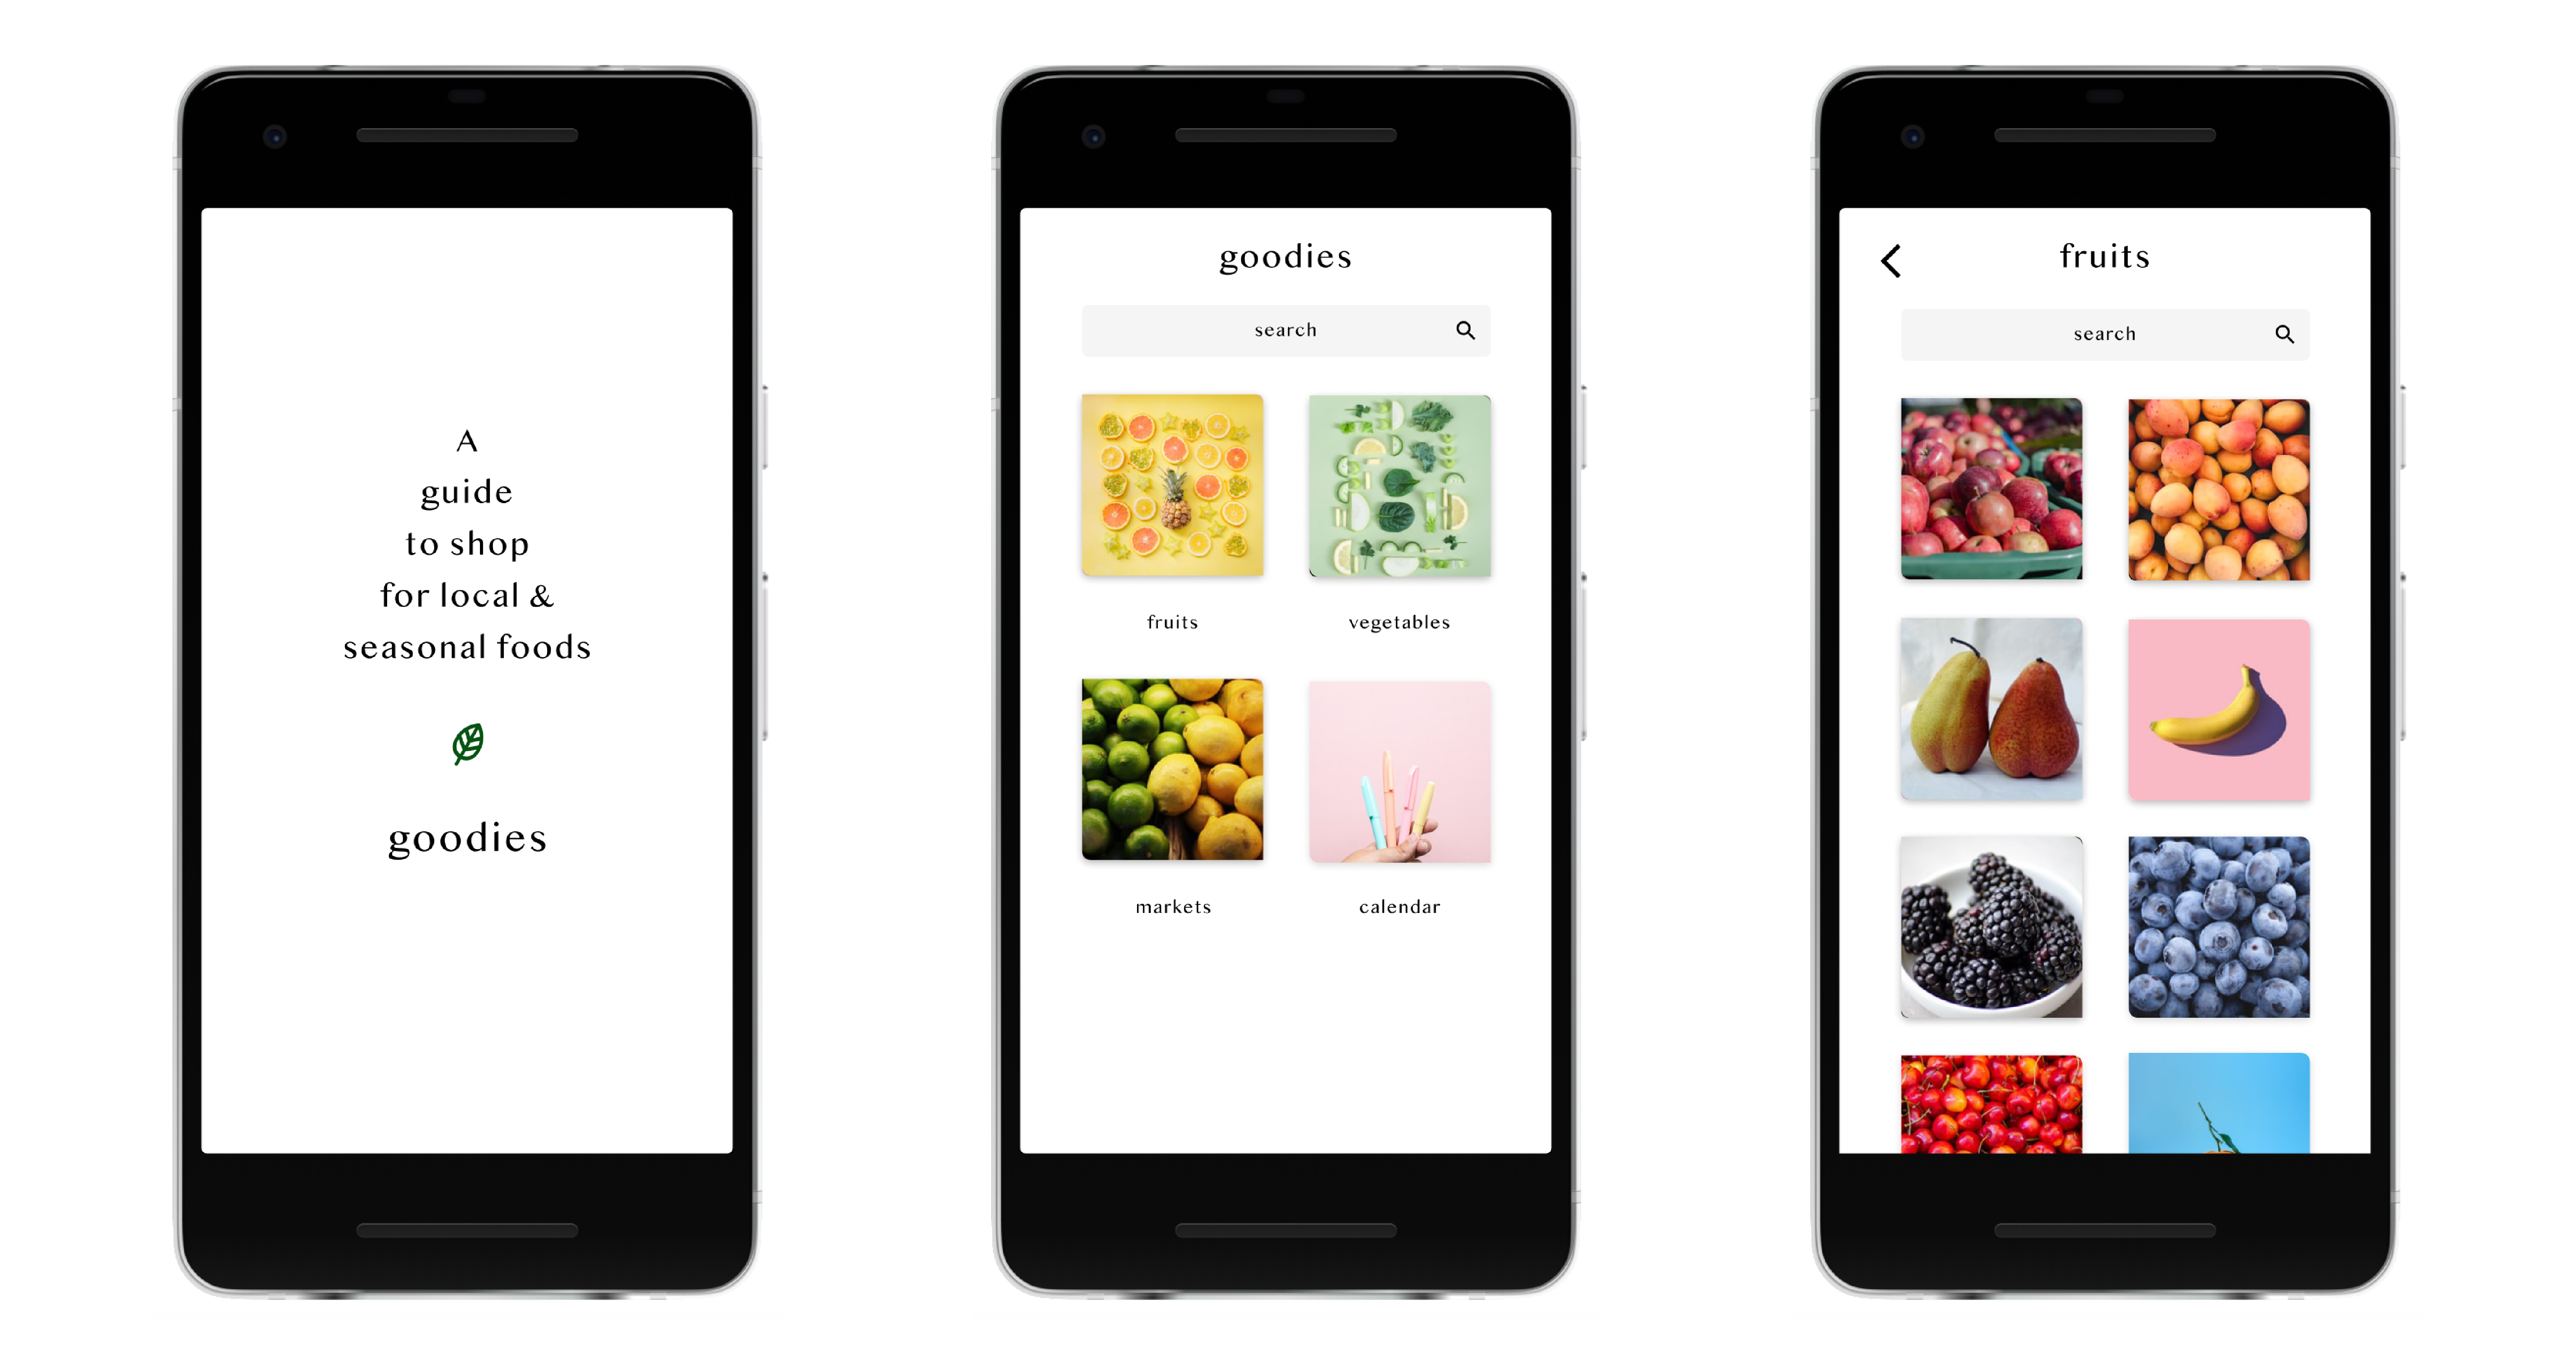 A
guide
to shop
for local &
seasonal foods
goodies
goodies
search
fruits
vegetables
markets
calendar
fruits
search